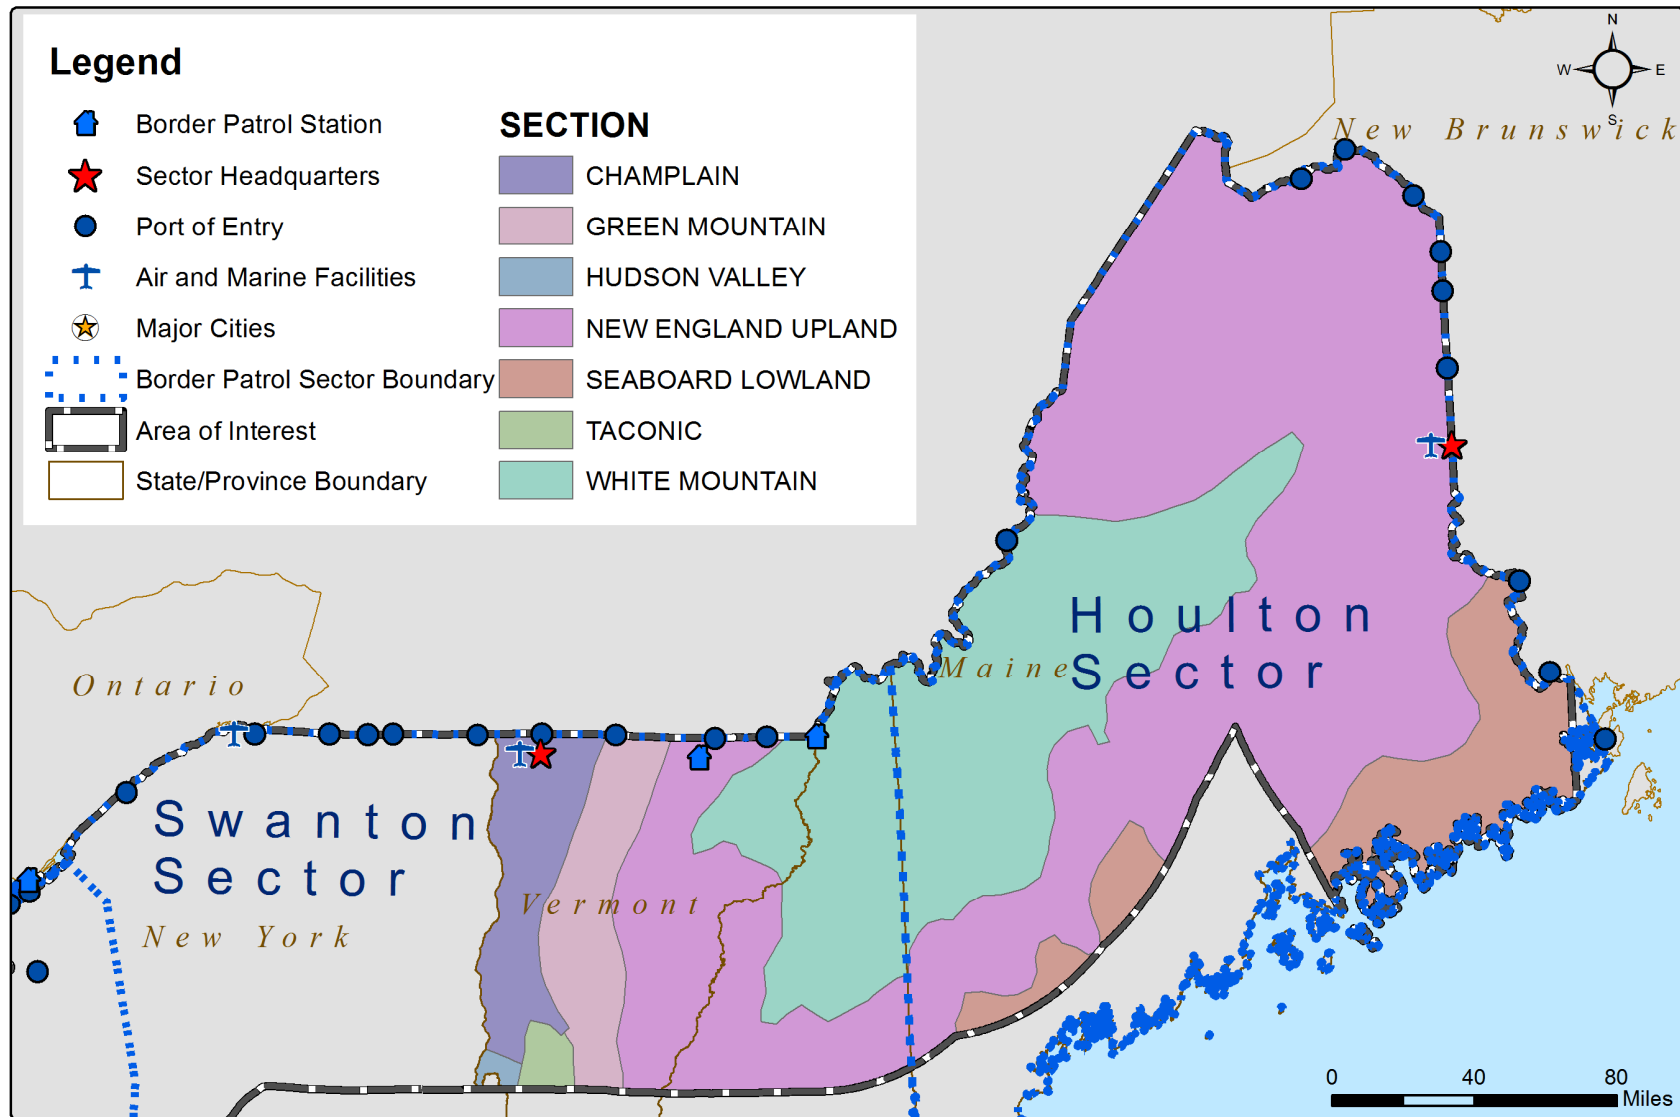 Legend
Border Patrol Station
Sector Headquarters
Port of Entry
Air and Marine Facilities
Major Cities
Border Patrol Sector Boundary
Area of Interest
State/Province Boundary
SECTION
CHAMPLAIN
GREEN MOUNTAIN
HUDSON VALLEY
NEW ENGLAND UPLAND
SEABOARD LOWLAND
TACONIC
WHITE MOUNTAIN
N
W
E
S
New Brunswick
Houlton
Sector
Maine
Ontario
Swanton
Sector
Vermont
New York
0 40 80
Miles